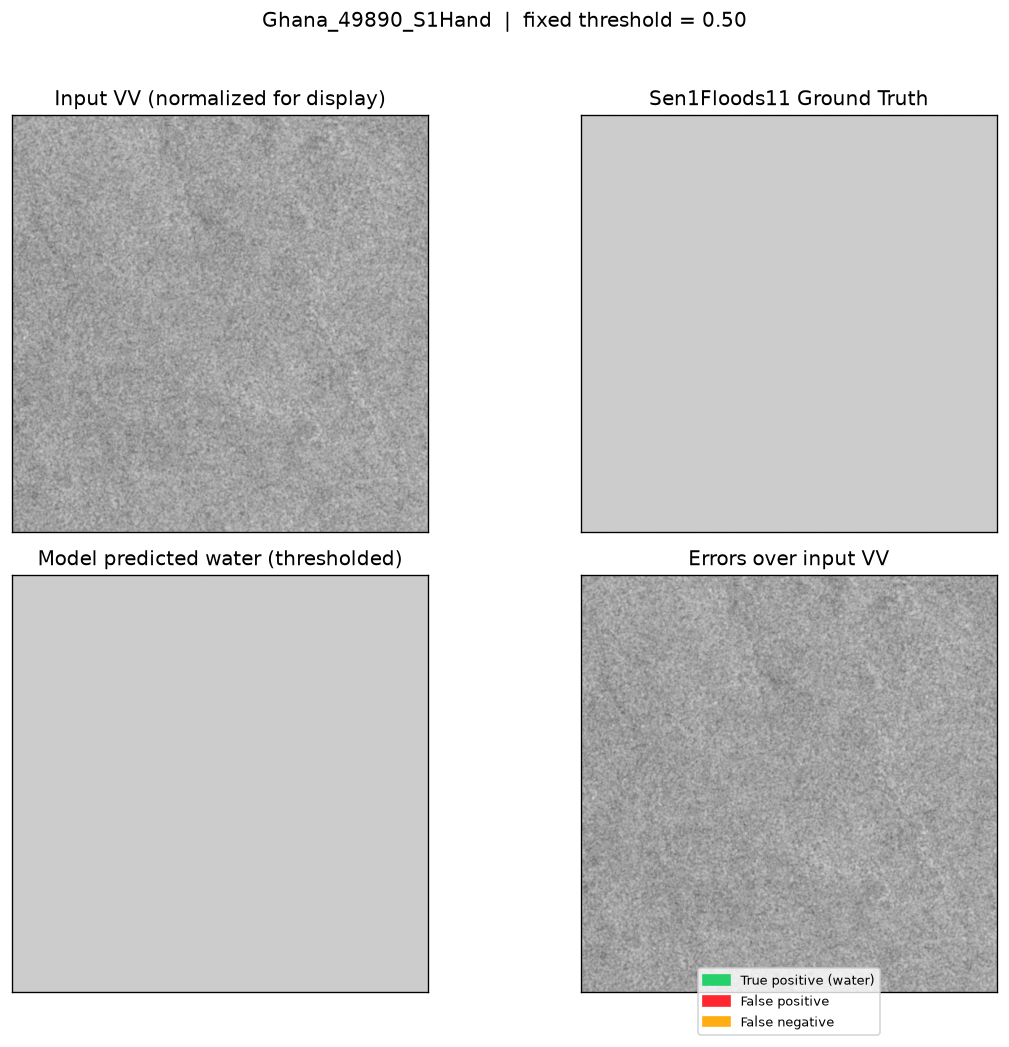 Ghana_49890_S1Hand | fixed threshold = 0.50
Input VV (normalized for display)
Sen1Floods11 Ground Truth
Model predicted water (thresholded)
Errors over input VV
True positive (water)
False positive
False negative